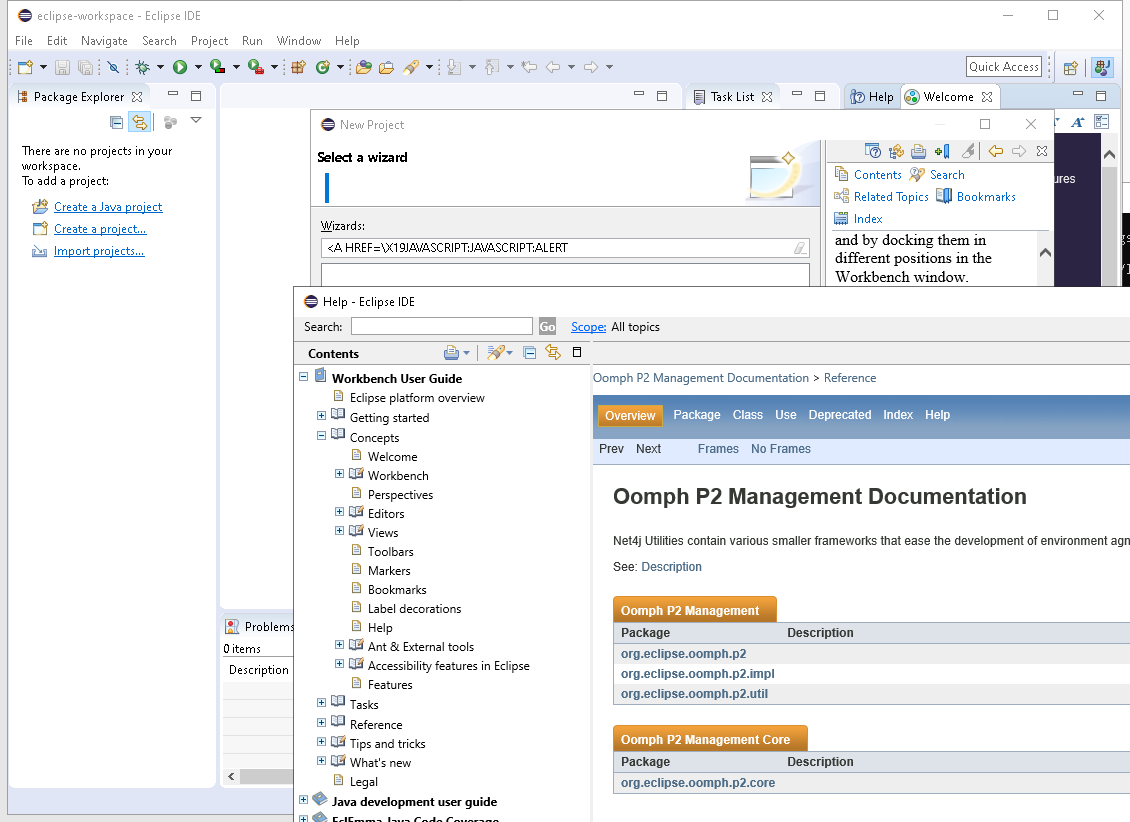 eclipse-workspace - Eclipse IDE
File Edit Navigate Search Project Run Window Help
Quick Access
Package Explorer
Task List
Help
Welcome
There are no projects in your
workspace.
To add a project:
Create a Java project
Create a project...
Import projects...
New Project
Select a wizard
Wizards:
<A HREF=\X19JAVASCRIPT:JAVASCRIPT:ALERT
Contents Search
Related Topics Bookmarks
Index
and by docking them in
different positions in the
Workbench window.
ures
Problems
0 items
Description
Help - Eclipse IDE
Search: Go Scope: All topics
Contents
Workbench User Guide
Eclipse platform overview
Getting started
Concepts
Welcome
Workbench
Perspectives
Editors
Views
Toolbars
Markers
Bookmarks
Label decorations
Help
Ant & External tools
Accessibility features in Eclipse
Features
Tasks
Reference
Tips and tricks
What's new
Legal
Java development user guide
EclEmma Java Code Coverage
Oomph P2 Management Documentation > Reference
Overview Package Class Use Deprecated Index Help
Prev Next Frames No Frames
Oomph P2 Management Documentation
Net4j Utilities contain various smaller frameworks that ease the development of environment agn
See: Description
Oomph P2 Management
Package Description
org.eclipse.oomph.p2
org.eclipse.oomph.p2.impl
org.eclipse.oomph.p2.util
Oomph P2 Management Core
Package Description
org.eclipse.oomph.p2.core